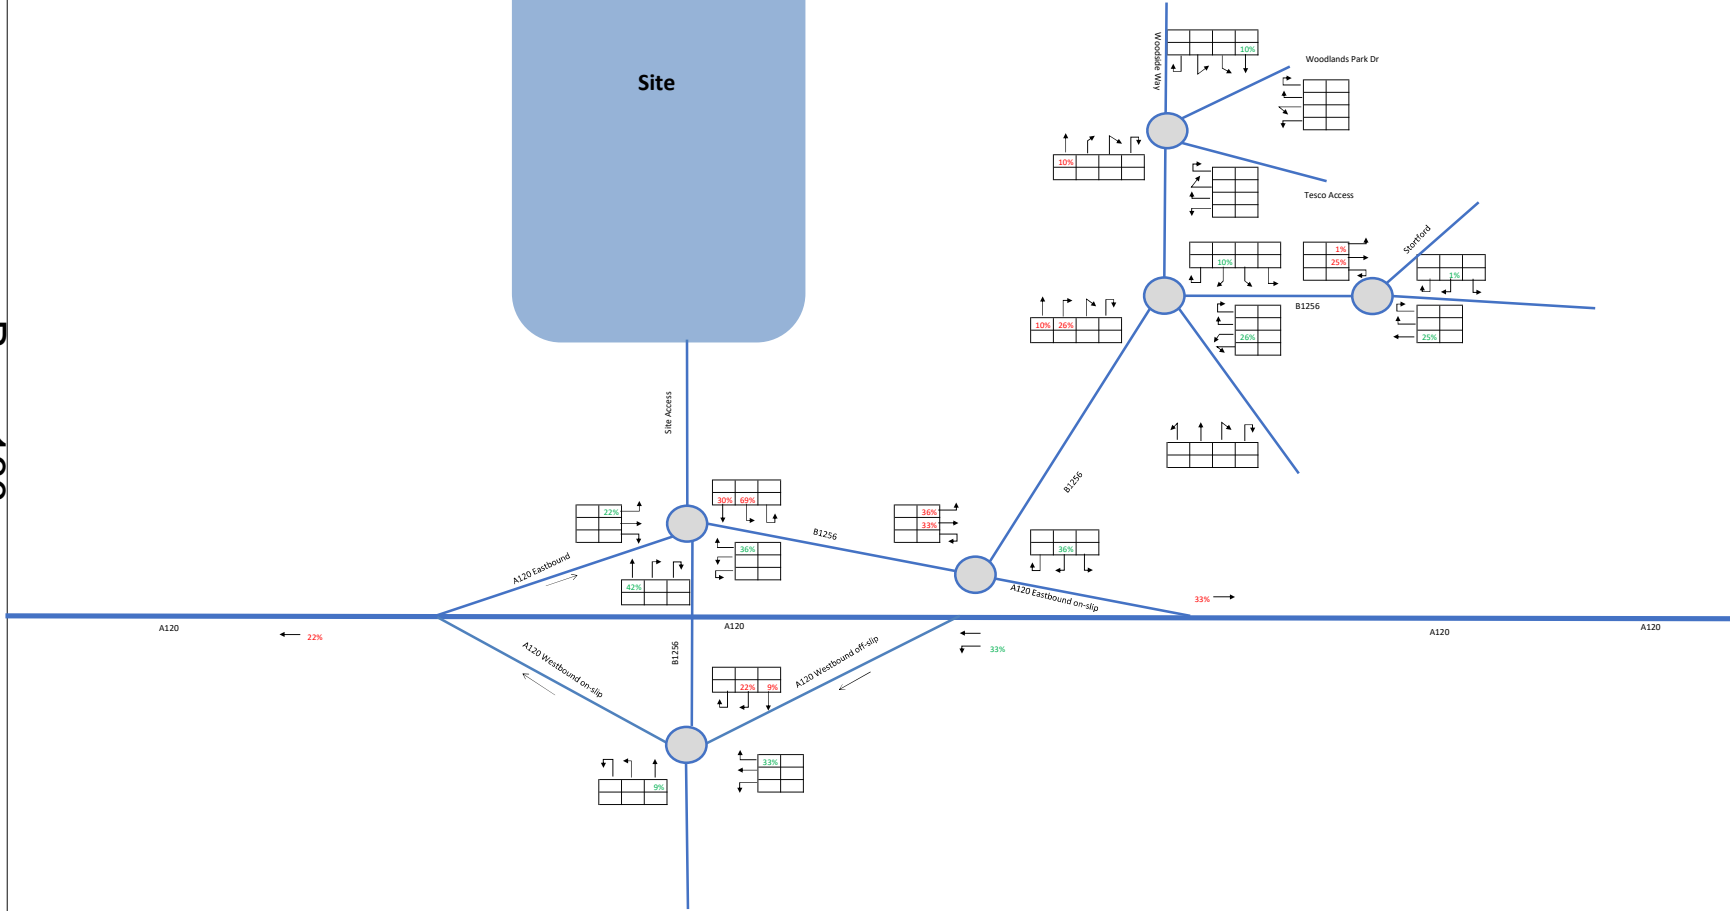 Site
Woodside Way
10%
Woodlands Park Dr
10%
Tesco Access
Stortford
10%
1%
25%
1%
B1256
10% 26%
26%
25%
Site Access
B1256
30% 69%
22%
36%
33%
B1256
36%
36%
A120 Eastbound
42%
A120 Eastbound on-slip
33%
A120
A120
A120
A120
22%
33%
B1256
A120 Westbound on-slip
A120 Westbound off-slip
22% 9%
33%
9%